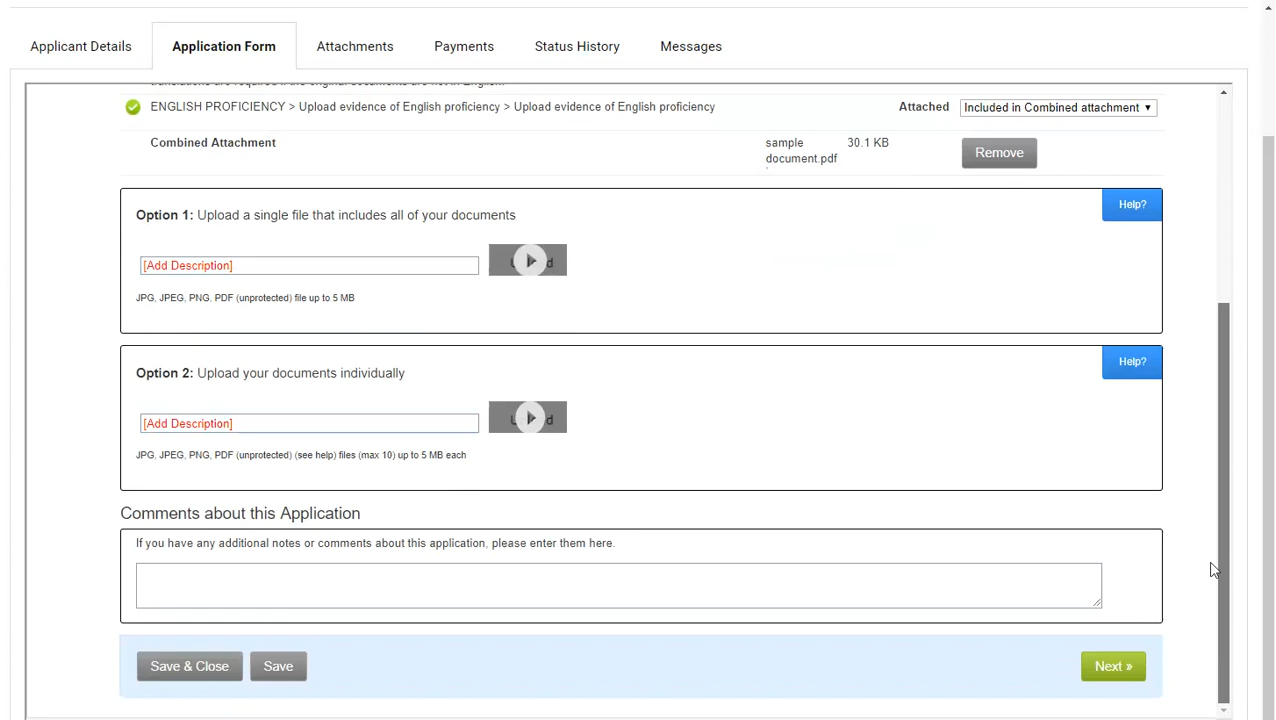 Applicant Details
Application Form
Attachments
Payments
Status History
Messages
ENGLISH PROFICIENCY > Upload evidence of English proficiency > Upload evidence of English proficiency
Attached
Included in Combined attachment
Combined Attachment
sample
document.pdf
30.1 KB
Remove
Option 1: Upload a single file that includes all of your documents
Help?
[Add Description]
JPG, JPEG, PNG, PDF (unprotected) file up to 5 MB
Option 2: Upload your documents individually
Help?
[Add Description]
JPG, JPEG, PNG, PDF (unprotected) (see help) files (max 10) up to 5 MB each
Comments about this Application
If you have any additional notes or comments about this application, please enter them here.
Save & Close
Save
Next »